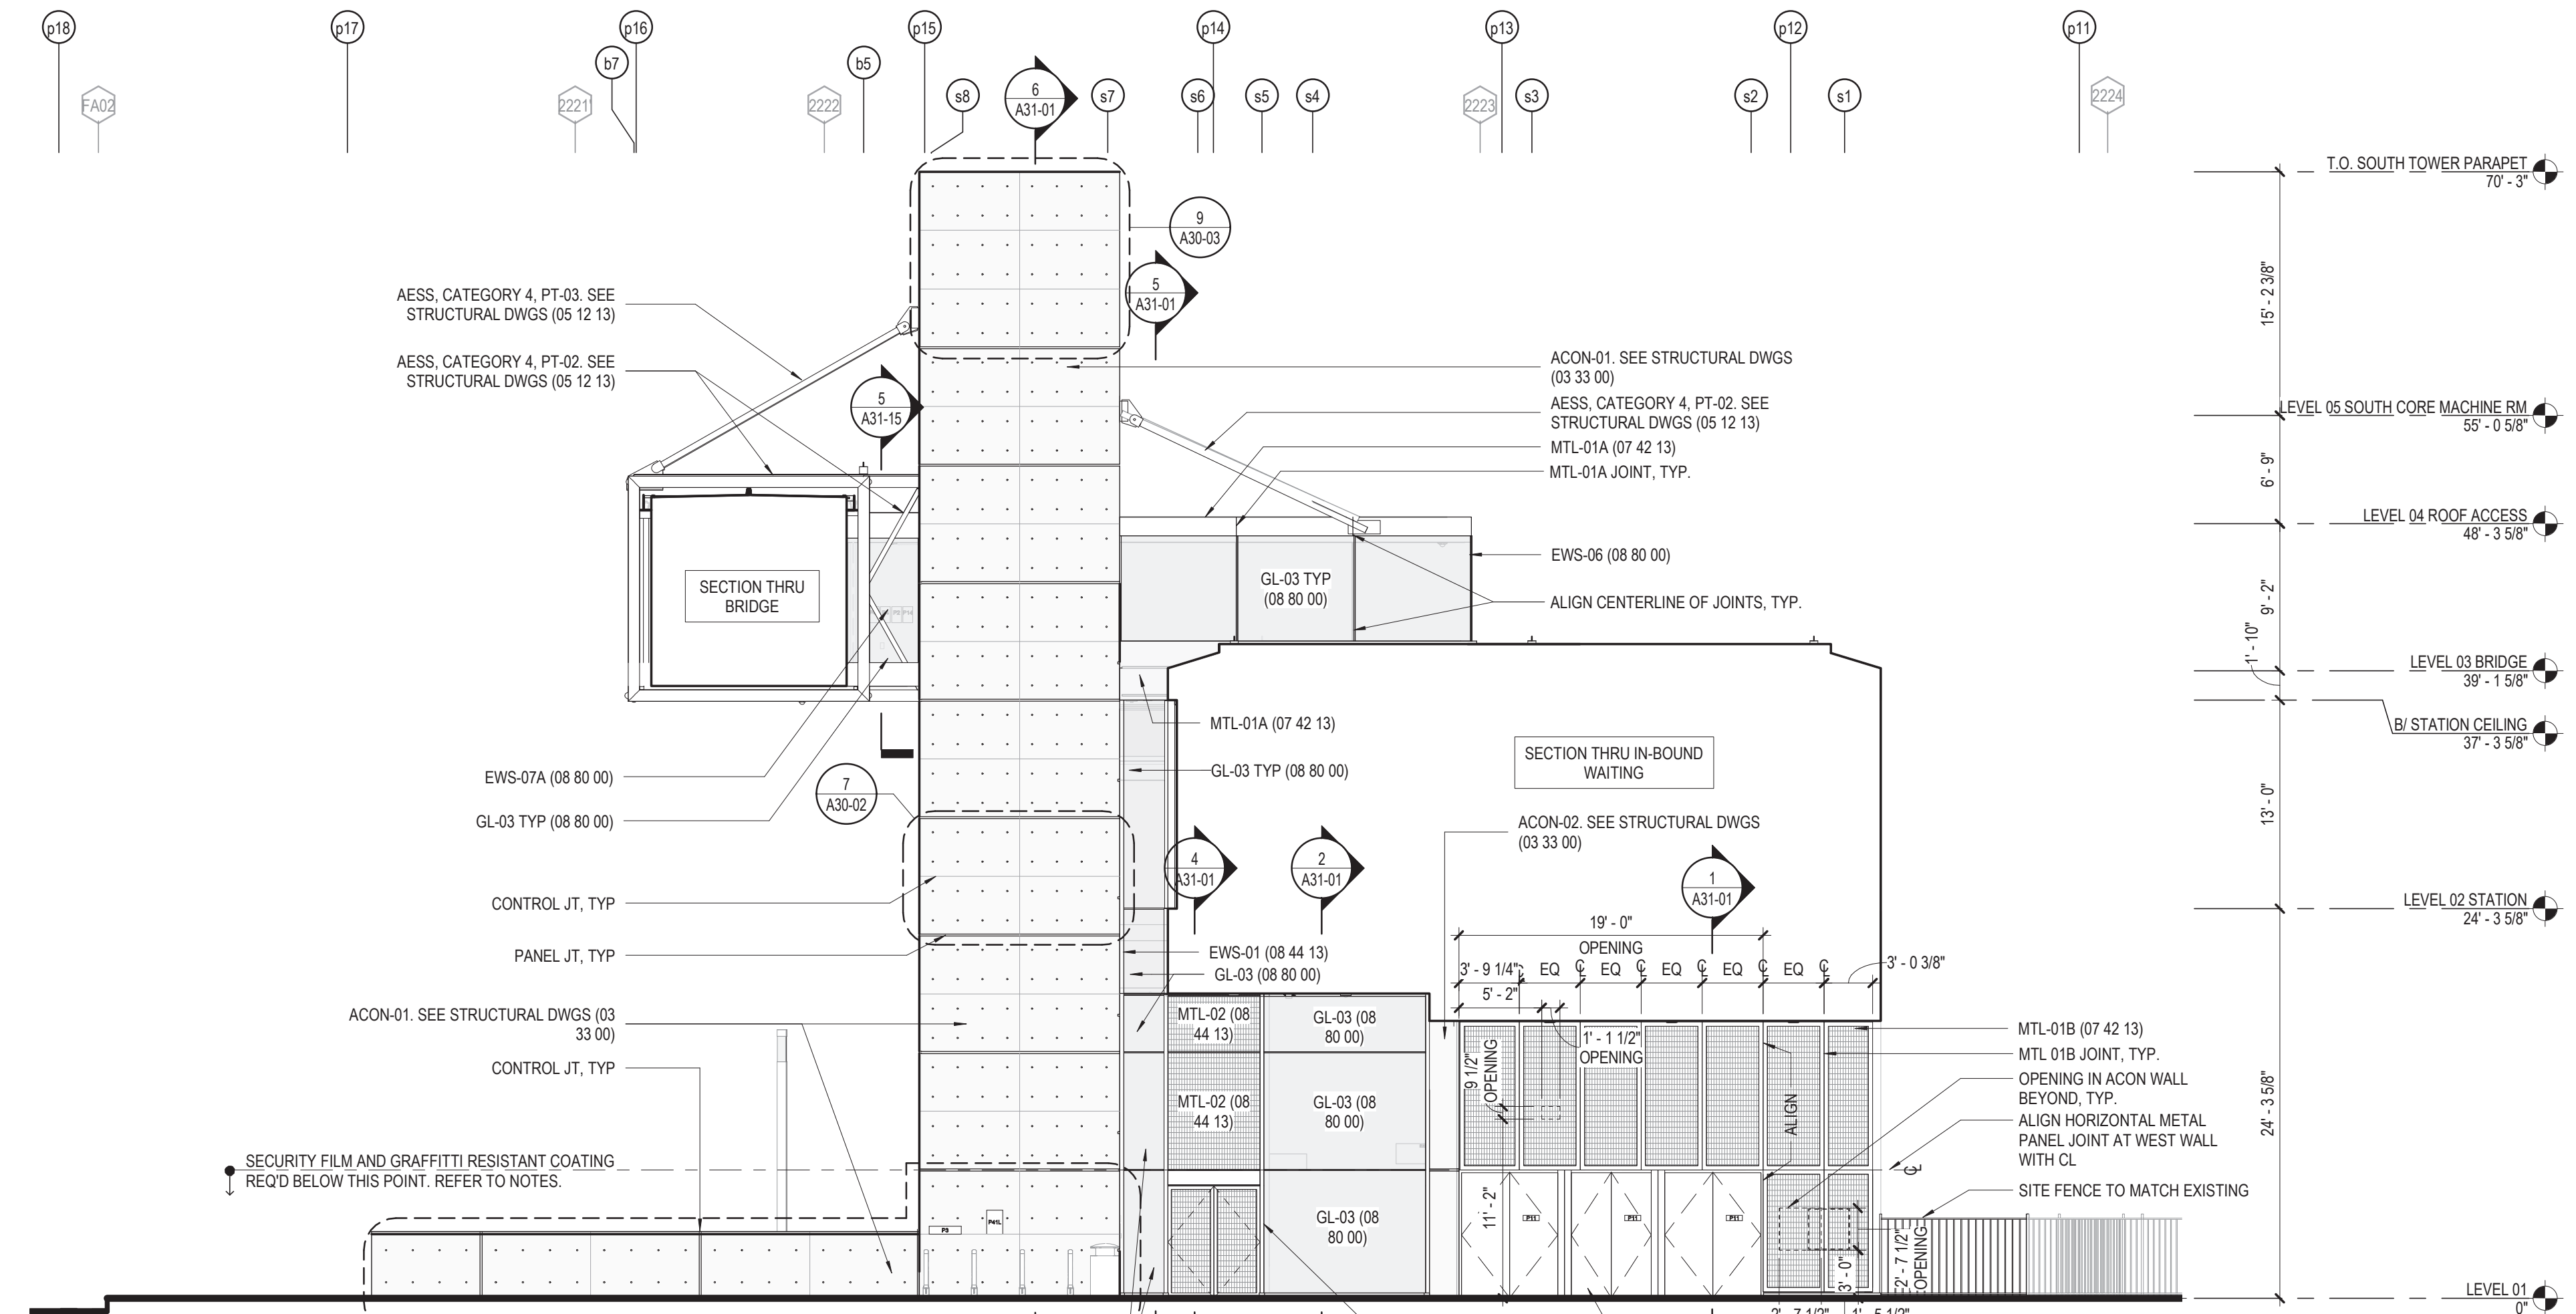 p18
p17
p16
p15
p14
p13
p12
p11
b7
b5
FA02
2221'
2222
s8
6
A31-01
s7
s6
s5
s4
2223
s3
s2
s1
2224
T.O. SOUTH TOWER PARAPET
70' - 3"
9
A30-03
5
A31-01
15' - 2 3/8"
AESS, CATEGORY 4, PT-03. SEE
STRUCTURAL DWGS (05 12 13)
AESS, CATEGORY 4, PT-02. SEE
STRUCTURAL DWGS (05 12 13)
5
A31-15
ACON-01. SEE STRUCTURAL DWGS
(03 33 00)
AESS, CATEGORY 4, PT-02. SEE
STRUCTURAL DWGS (05 12 13)
MTL-01A (07 42 13)
MTL-01A JOINT, TYP.
LEVEL 05 SOUTH CORE MACHINE RM
55' - 0 5/8"
6' - 9"
LEVEL 04 ROOF ACCESS
48' - 3 5/8"
SECTION THRU
BRIDGE
GL-03 TYP
(08 80 00)
EWS-06 (08 80 00)
ALIGN CENTERLINE OF JOINTS, TYP.
9' - 2"
1' - 10"
LEVEL 03 BRIDGE
39' - 1 5/8"
B/ STATION CEILING
37' - 3 5/8"
MTL-01A (07 42 13)
GL-03 TYP (08 80 00)
SECTION THRU IN-BOUND
WAITING
EWS-07A (08 80 00)
GL-03 TYP (08 80 00)
7
A30-02
13' - 0"
ACON-02. SEE STRUCTURAL DWGS
(03 33 00)
4
A31-01
2
A31-01
1
A31-01
CONTROL JT, TYP
PANEL JT, TYP
LEVEL 02 STATION
24' - 3 5/8"
19' - 0"
OPENING
EWS-01 (08 44 13)
GL-03 (08 80 00)
3' - 9 1/4"
EQ
EQ
EQ
EQ
EQ
3' - 0 3/8"
5' - 2"
ACON-01. SEE STRUCTURAL DWGS (03
33 00)
MTL-02 (08
44 13)
GL-03 (08
80 00)
1' - 1 1/2"
OPENING
9 1/2"
OPENING
MTL-01B (07 42 13)
MTL 01B JOINT, TYP.
OPENING IN ACON WALL
BEYOND, TYP.
ALIGN HORIZONTAL METAL
PANEL JOINT AT WEST WALL
WITH CL
CONTROL JT, TYP
MTL-02 (08
44 13)
GL-03 (08
80 00)
ALIGN
24' - 3 5/8"
SECURITY FILM AND GRAFFITTI RESISTANT COATING
REQ'D BELOW THIS POINT. REFER TO NOTES.
SITE FENCE TO MATCH EXISTING
P3
P41L
GL-03 (08
80 00)
11' - 2"
P11
P11
P11
3' - 0"
2' - 7 1/2"
OPENING
LEVEL 01
0"
2' - 7 1/2"
1' - 5 1/2"